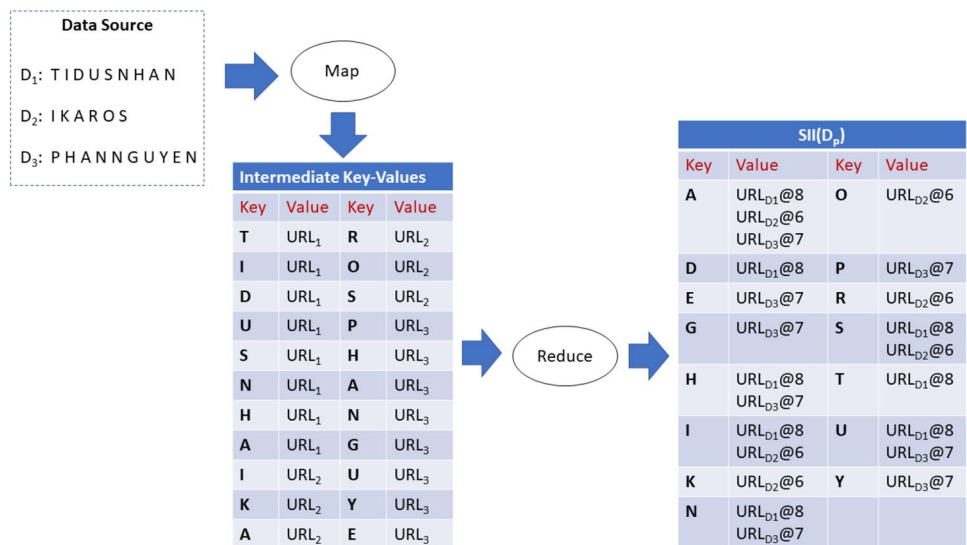 Data Source
D1: T I D U S N H A N
D2: I K A R O S
D3: P H A N N G U Y E N
Map
Intermediate Key-Values
Key Value Key Value
T URL1 R URL2
I URL1 O URL2
D URL1 S URL2
U URL1 P URL3
S URL1 H URL3
N URL1 A URL3
H URL1 N URL3
A URL1 G URL3
I URL2 U URL3
K URL2 Y URL3
A URL2 E URL3
Reduce
SII(Dp)
Key Value Key Value
A URLD1@8 O URLD2@6
URLD2@6
URLD3@7
D URLD1@8 P URLD3@7
E URLD3@7 R URLD2@6
G URLD3@7 S URLD1@8
URLD2@6
H URLD1@8 T URLD1@8
URLD3@7
I URLD1@8 U URLD1@8
URLD2@6 URLD3@7
K URLD2@6 Y URLD3@7
N URLD1@8
URLD3@7